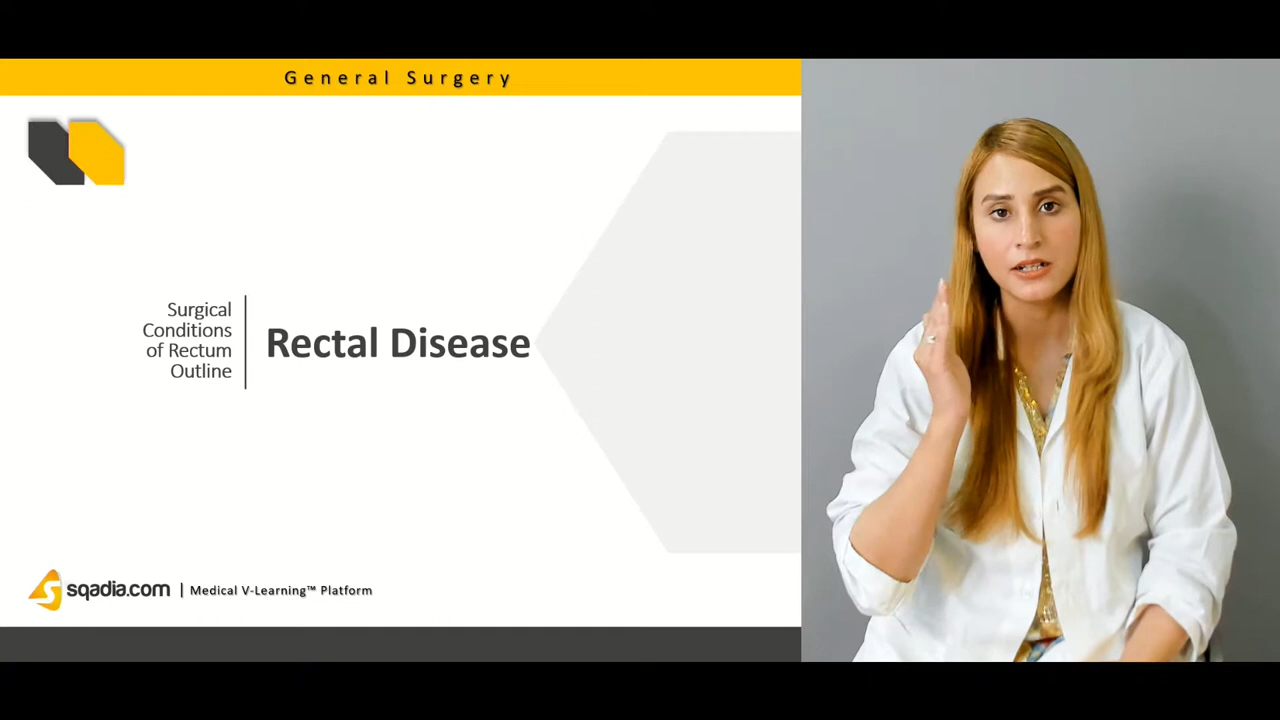 General Surgery
Surgical
Conditions
of Rectum
Outline
Rectal Disease
sqadia.com | Medical V-Learning™ Platform